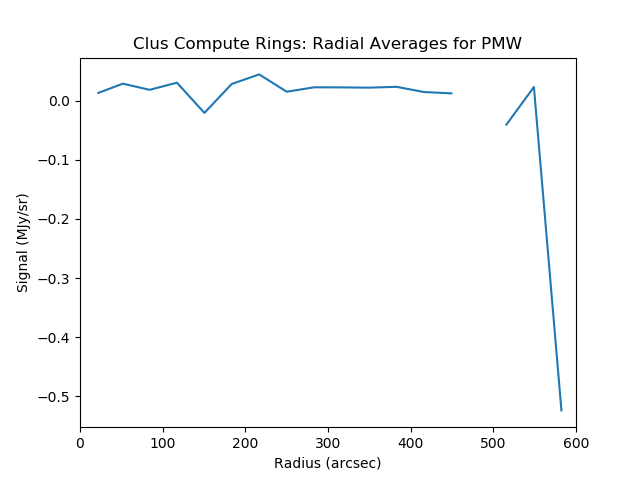 Clus Compute Rings: Radial Averages for PMW
0.0
−0.1
−0.2
−0.3
−0.4
−0.5
Signal (MJy/sr)
0 100 200 300 400 500 600
Radius (arcsec)